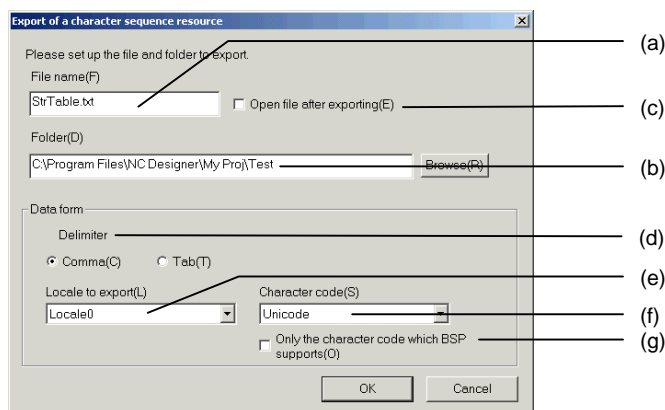 Export of a character sequence resource
(a)
Please set up the file and folder to export.
File name(F)
StrTable.txt
Open file after exporting(E)
(c)
Folder(D)
C:\Program Files\NC Designer\My Proj\Test
Browse(R)
(b)
Data form
Delimiter
(d)
Comma(C)
Tab(T)
(e)
Locale to export(L)
Character code(S)
Locale0
Unicode
(f)
Only the character code which BSP
supports(O)
(g)
OK
Cancel